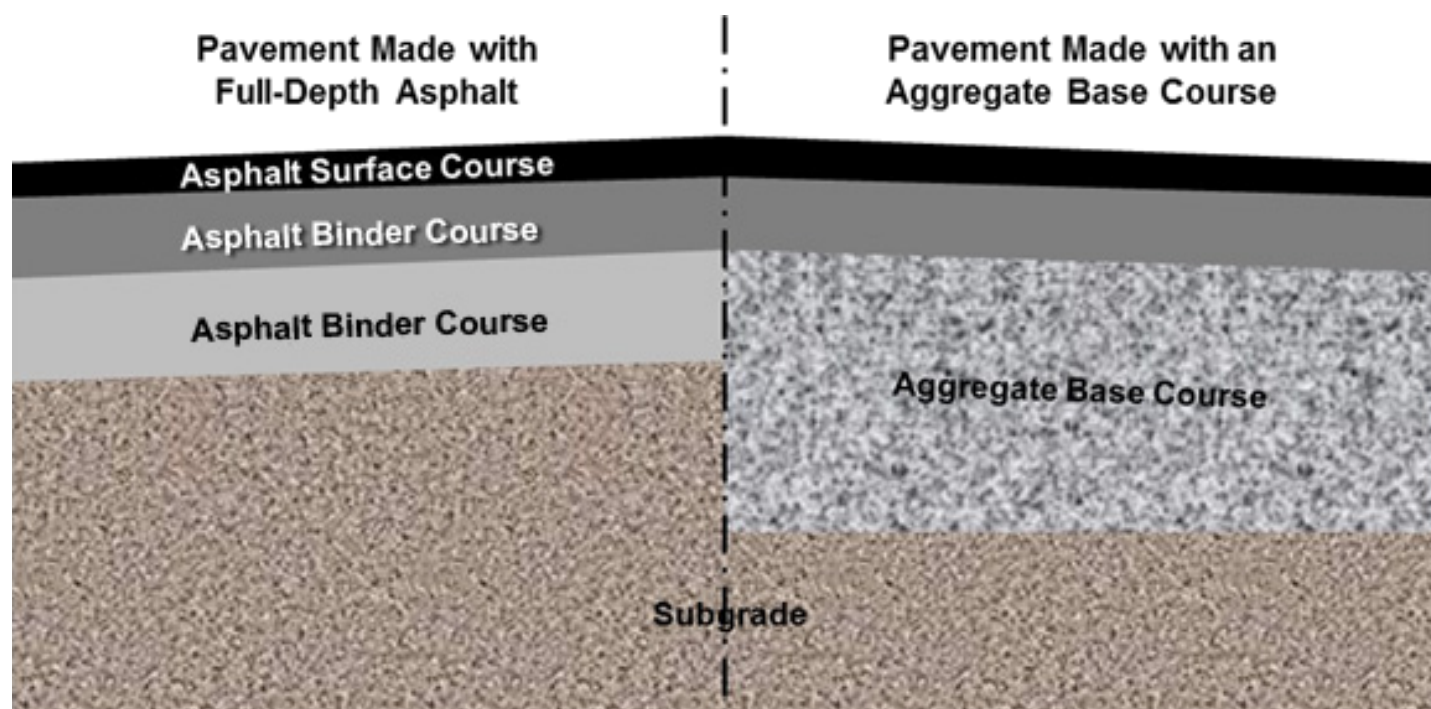 Pavement Made with
Full-Depth Asphalt
Pavement Made with an
Aggregate Base Course
Asphalt Surface Course
Asphalt Binder Course
Asphalt Binder Course
Aggregate Base Course
Subgrade